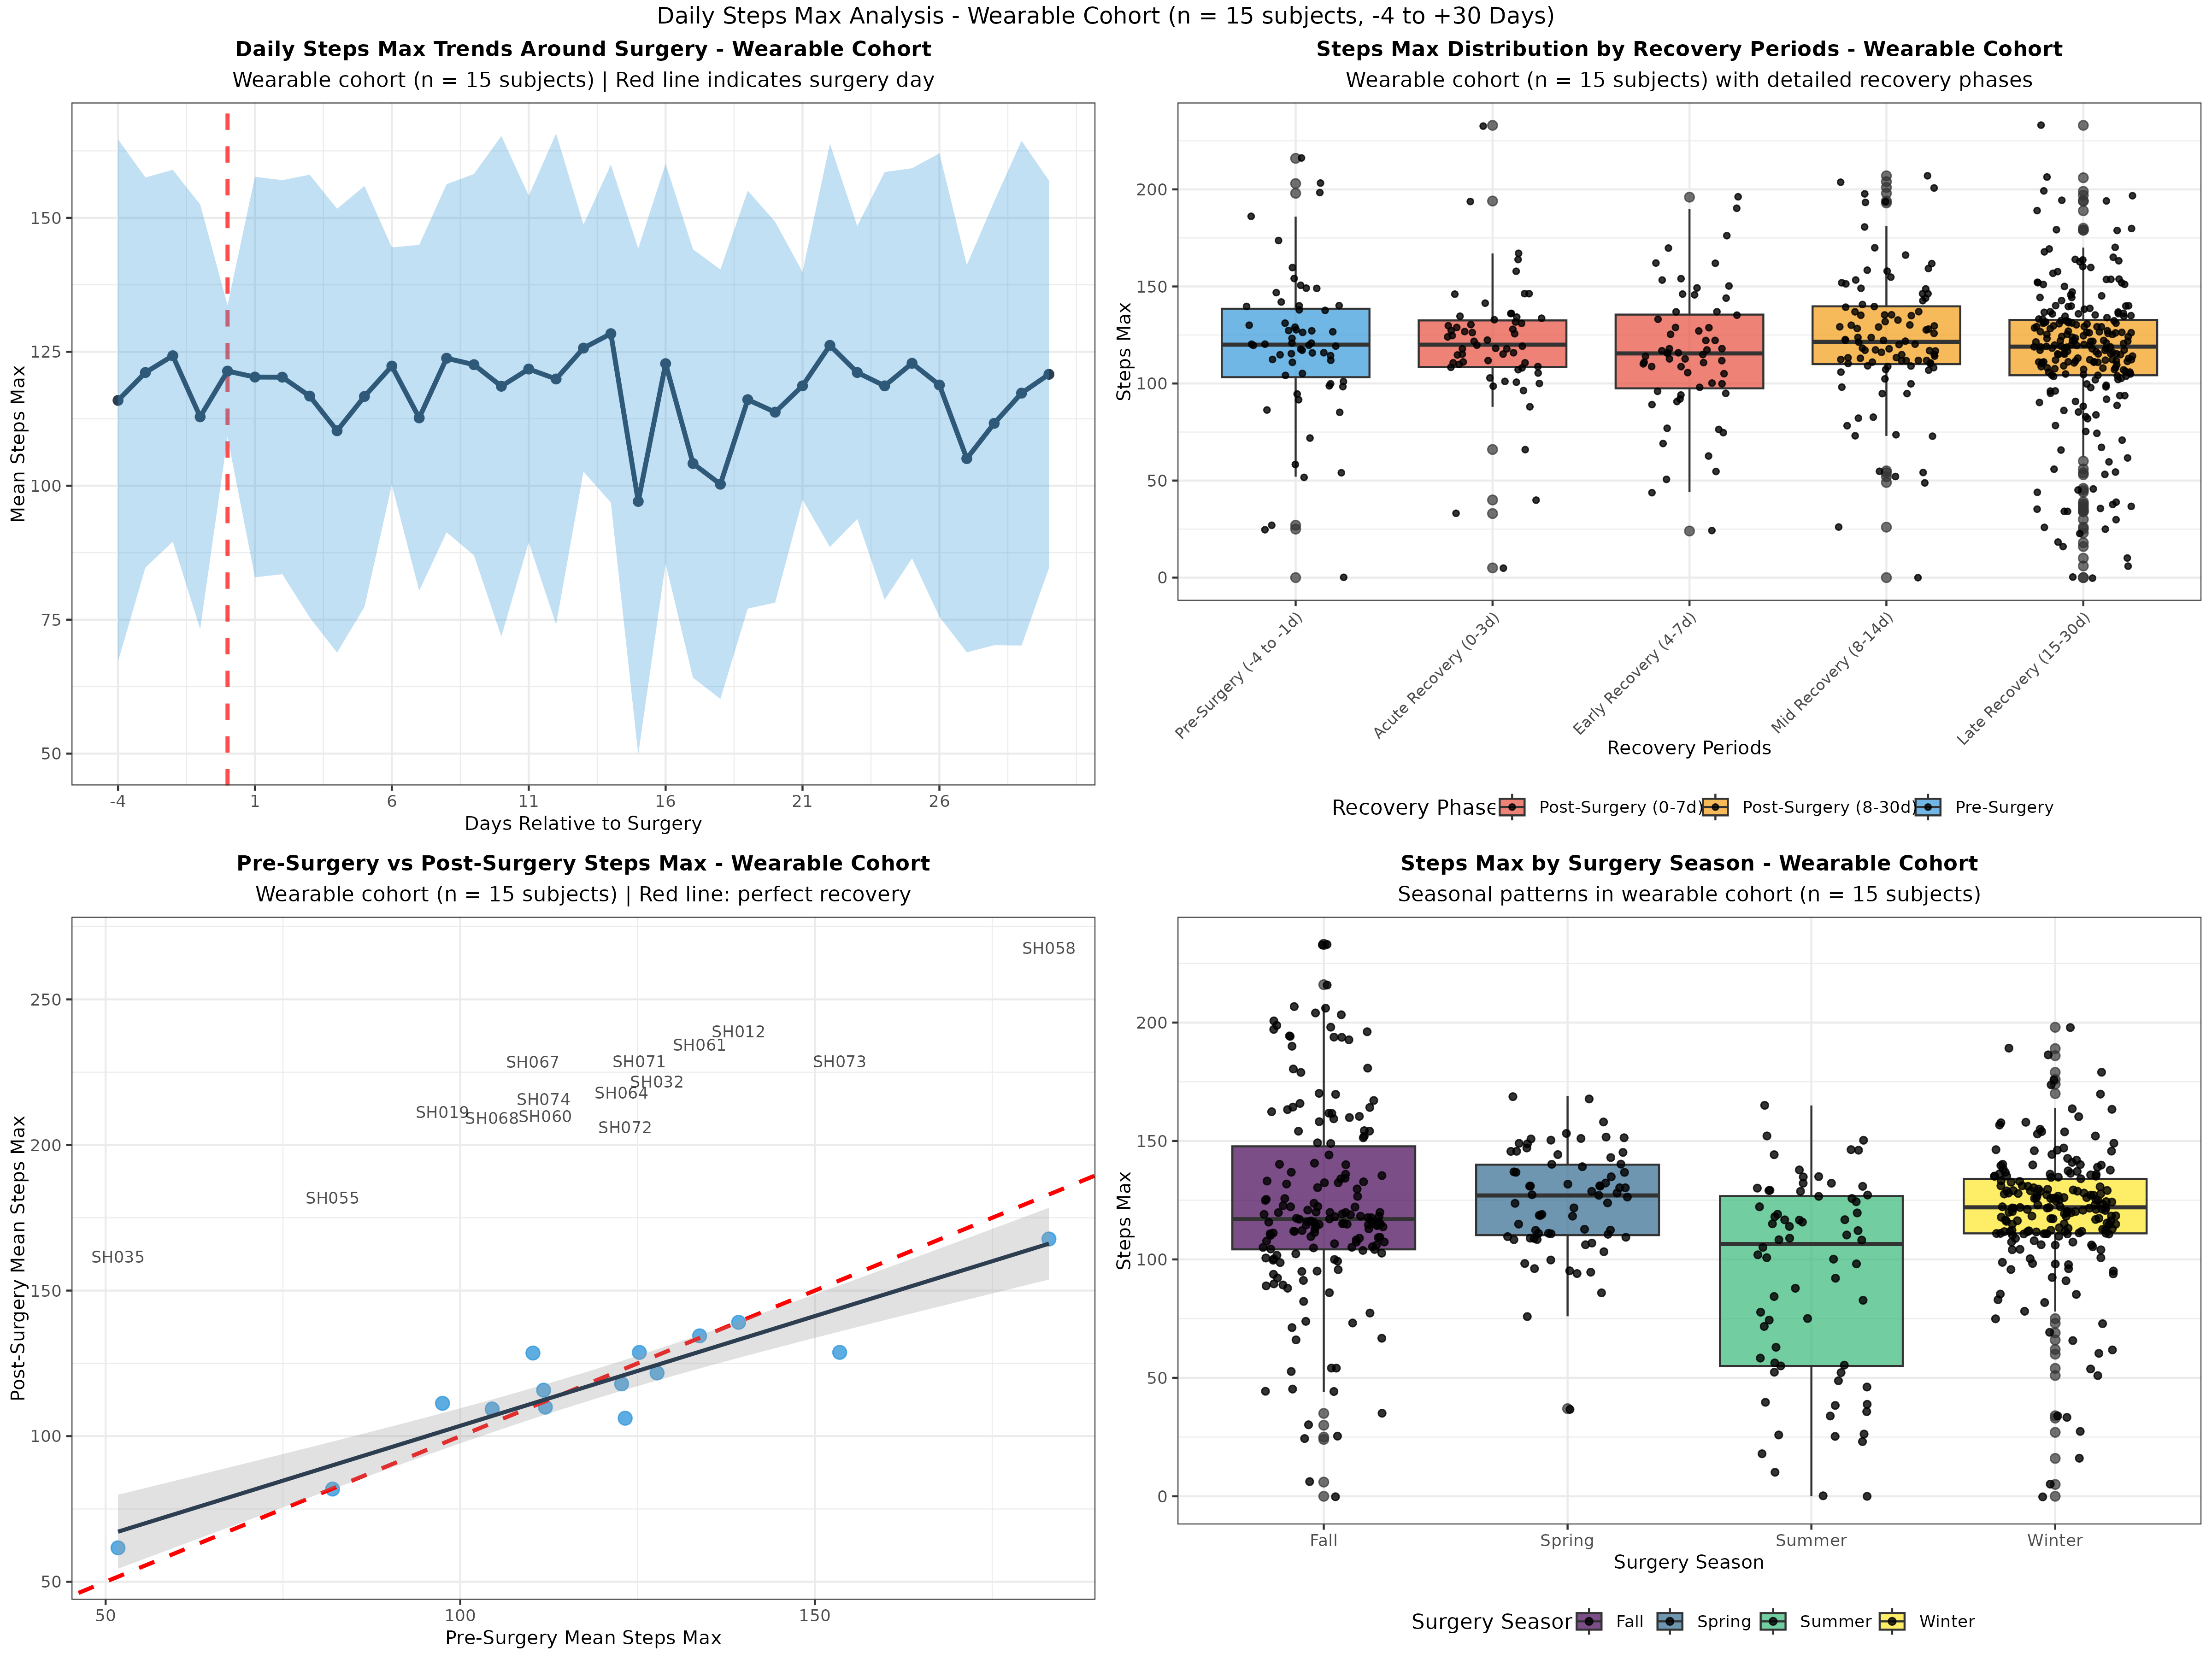 Daily Steps Max Analysis - Wearable Cohort (n = 15 subjects, -4 to +30 Days)
Daily Steps Max Trends Around Surgery - Wearable Cohort
Wearable cohort (n = 15 subjects) | Red line indicates surgery day
Mean Steps Max
150
125
100
75
50
-4 1 6 11 16 21 26
Days Relative to Surgery
Steps Max Distribution by Recovery Periods - Wearable Cohort
Wearable cohort (n = 15 subjects) with detailed recovery phases
Steps Max
200
150
100
50
0
Pre-Surgery (-4 to -1d)
Acute Recovery (0-3d)
Early Recovery (4-7d)
Mid Recovery (8-14d)
Late Recovery (15-30d)
Recovery Periods
Recovery Phase Post-Surgery (0-7d) Post-Surgery (8-30d) Pre-Surgery
Pre-Surgery vs Post-Surgery Steps Max - Wearable Cohort
Wearable cohort (n = 15 subjects) | Red line: perfect recovery
Post-Surgery Mean Steps Max
250
200
150
100
50
SH058
SH012
SH061
SH067
SH071
SH073
SH032
SH064
SH074
SH019
SH068
SH060
SH072
SH055
SH035
50 100 150
Pre-Surgery Mean Steps Max
Steps Max by Surgery Season - Wearable Cohort
Seasonal patterns in wearable cohort (n = 15 subjects)
Steps Max
200
150
100
50
0
Fall Spring Summer Winter
Surgery Season
Surgery Season Fall Spring Summer Winter